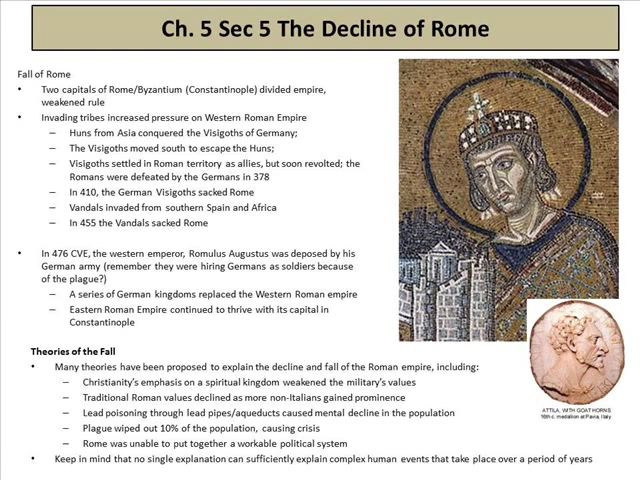 Ch. 5 Sec 5 The Decline of Rome
Fall of Rome
• Two capitals of Rome/Byzantium (Constantinople) divided empire,
weakened rule
• Invading tribes increased pressure on Western Roman Empire
– Huns from Asia conquered the Visigoths of Germany;
– The Visigoths moved south to escape the Huns;
– Visigoths settled in Roman territory as allies, but soon revolted; the
Romans were defeated by the Germans in 378
– In 410, the German Visigoths sacked Rome
– Vandals invaded from southern Spain and Africa
– In 455 the Vandals sacked Rome
• In 476 CVE, the western emperor, Romulus Augustus was deposed by his
German army (remember they were hiring Germans as soldiers because
of the plague?)
– A series of German kingdoms replaced the Western Roman empire
– Eastern Roman Empire continued to thrive with its capital in
Constantinople
Theories of the Fall
• Many theories have been proposed to explain the decline and fall of the Roman empire, including:
– Christianity's emphasis on a spiritual kingdom weakened the military's values
– Traditional Roman values declined as more non-Italians gained prominence
– Lead poisoning through lead pipes/aqueducts caused mental decline in the population
– Plague wiped out 10% of the population, causing crisis
– Rome was unable to put together a workable political system
• Keep in mind that no single explanation can sufficiently explain complex human events that take place over a period of years
ATTILA, WITH GOAT HORNS
16th c. medallion at Pavia, Italy